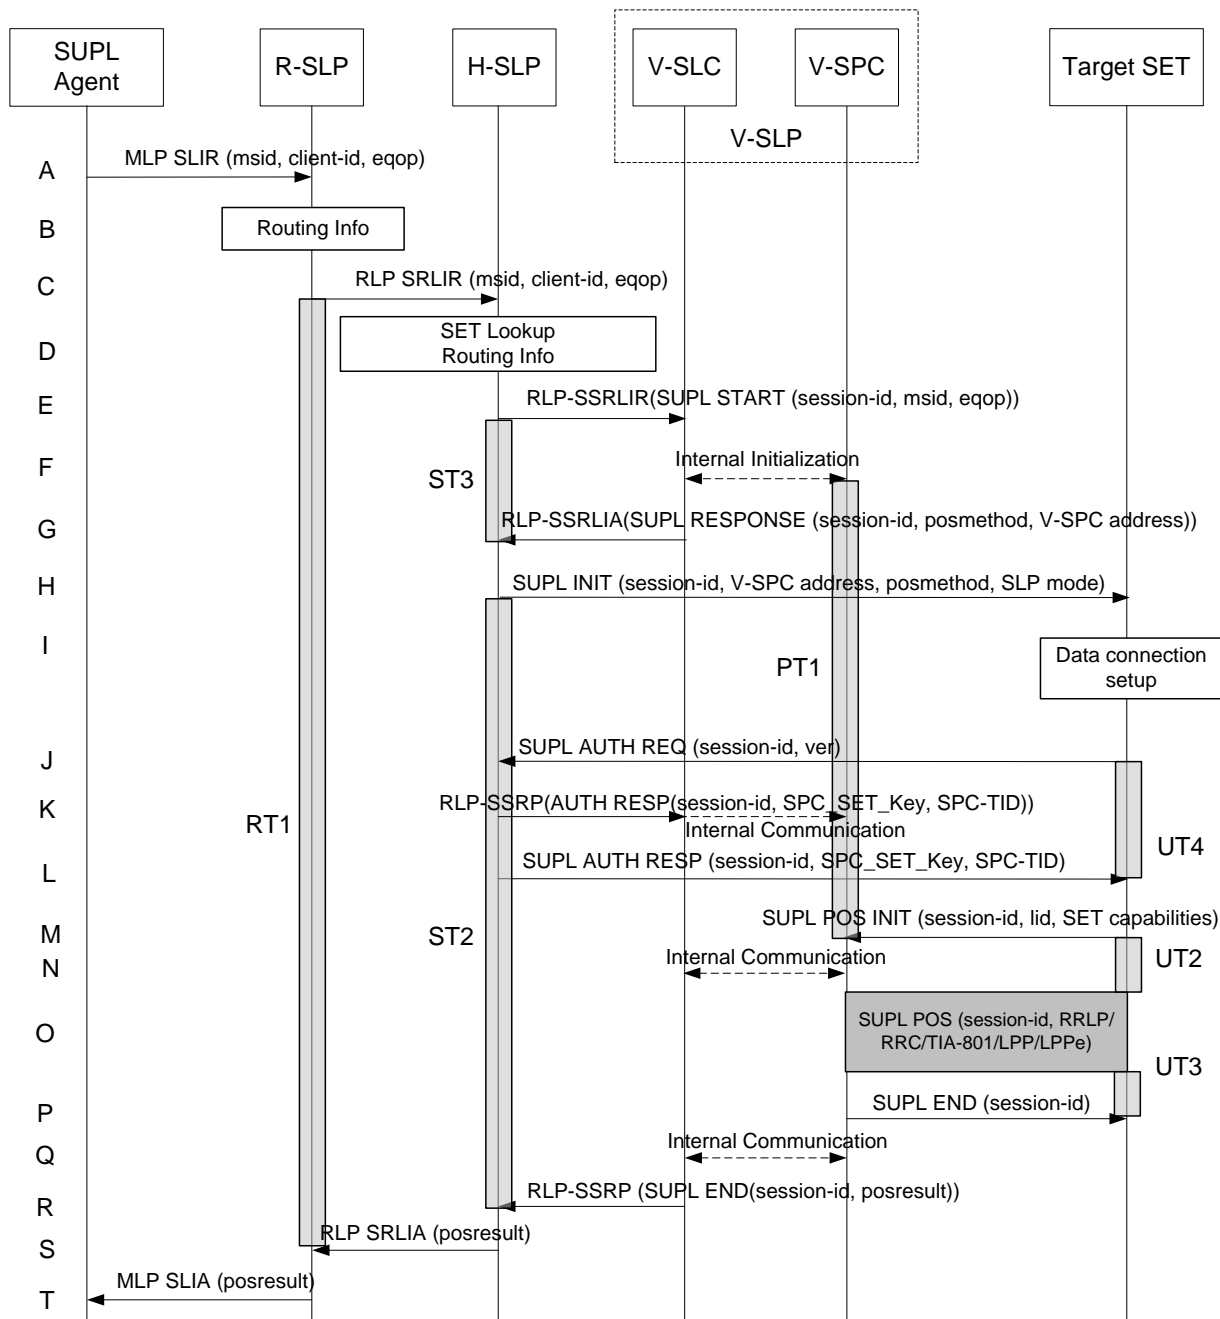 SUPL
Agent
R-SLP
H-SLP
V-SLC
V-SPC
Target SET
V-SLP
A
MLP SLIR (msid, client-id, eqop)
B
Routing Info
C
RLP SRLIR (msid, client-id, eqop)
D
SET Lookup
Routing Info
E
RLP-SSRLIR(SUPL START (session-id, msid, eqop))
F
ST3
Internal Initialization
G
RLP-SSRLIA(SUPL RESPONSE (session-id, posmethod, V-SPC address))
H
SUPL INIT (session-id, V-SPC address, posmethod, SLP mode)
I
PT1
Data connection
setup
J
SUPL AUTH REQ (session-id, ver)
K
RLP-SSRP(AUTH RESP(session-id, SPC_SET_Key, SPC-TID))
Internal Communication
RT1
UT4
L
SUPL AUTH RESP (session-id, SPC_SET_Key, SPC-TID)
M
ST2
SUPL POS INIT (session-id, lid, SET capabilities)
N
Internal Communication
UT2
O
SUPL POS (session-id, RRLP/
RRC/TIA-801/LPP/LPPe)
UT3
P
SUPL END (session-id)
Q
Internal Communication
R
RLP-SSRP (SUPL END(session-id, posresult))
S
RLP SRLIA (posresult)
T
MLP SLIA (posresult)